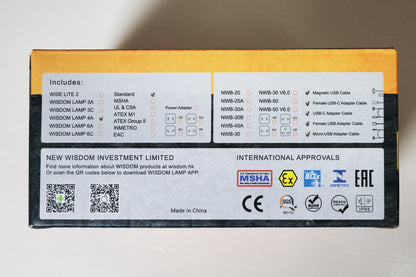 Includes:
WISE LITE 2
WISDOM LAMP 3A
WISDOM LAMP 3C
WISDOM LAMP 4A
WISDOM LAMP 6A
WISDOM LAMP 6C
Standard
MSHA
UL & CSA
ATEX M1
ATEX Group II
INMETRO
EAC
Power Adapter
NWB-20
NWB-25A
NWB-30A
NWB-30B
NWB-45A
NWB-30
NWB-30 V6.0
NWB-50
NWB-50 V6.0
Magnetic USB Cable
Female USB-C Adapter Cable
USB-C Adapter Cable
Female USB Adapter Cable
Micro-USB Adapter Cable
NEW WISDOM INVESTMENT LIMITED
Find more information about WISDOM products at wisdom.hk
Or scan the QR codes below to download WISDOM LAMP APP.
Made in China
INTERNATIONAL APPROVALS
MSHA
Ex
INMETRO
EAC
CE
SGS
REACH
IP68